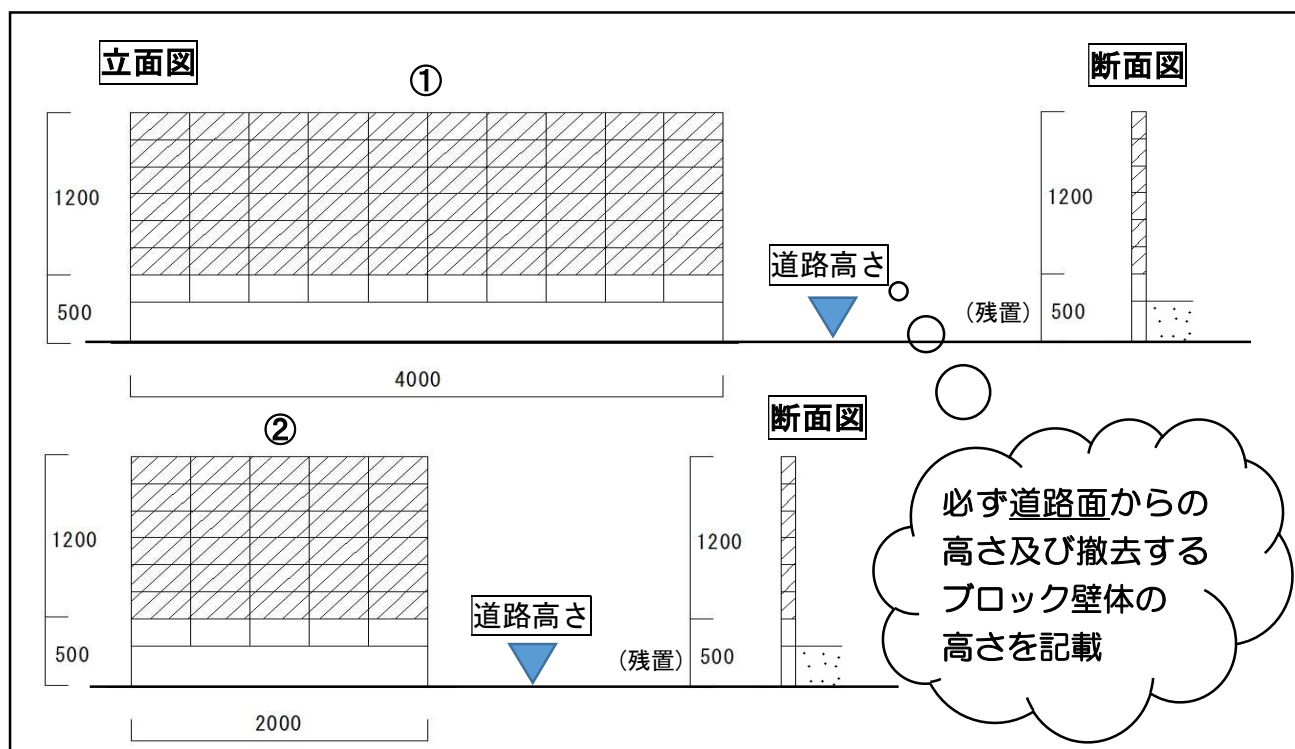 立面図
①
断面図
1200
500
道路高さ
1200
(残置)
500
4000
②
断面図
1200
500
道路高さ
1200
(残置)
500
2000
必ず道路面からの
高さ及び撤去する
ブロック壁体の
高さを記載